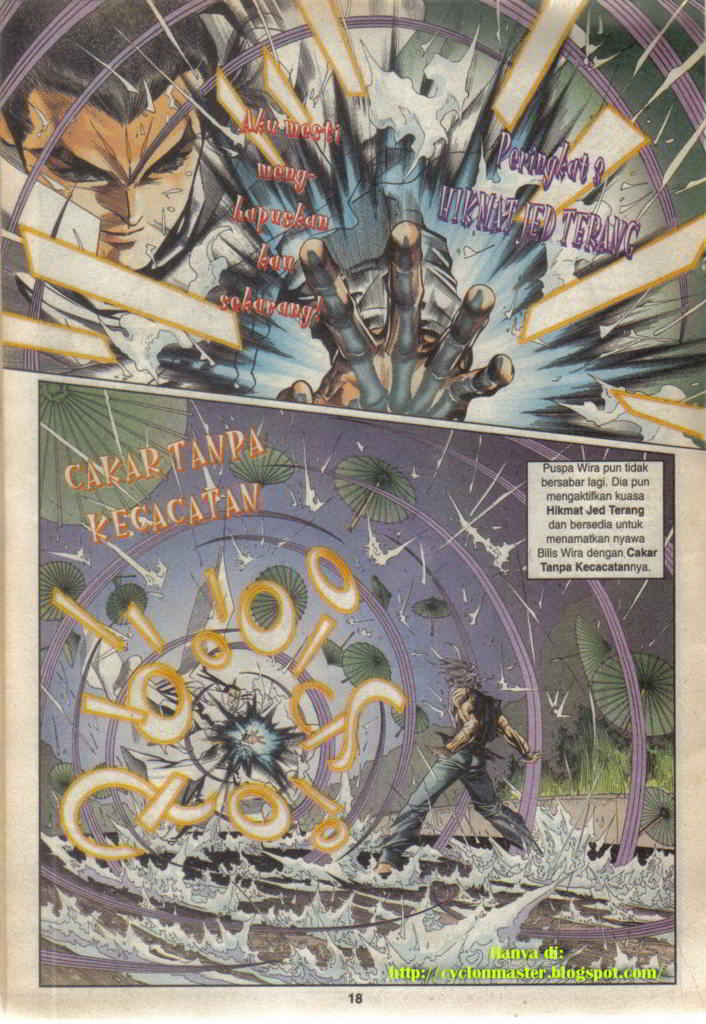 Aku mesti
meng-
hapuskan
kau
sekarang!
Peringkat 3
HIKMAT JED TERANG
CAKAR TANPA
KECACATAN
Puspa Wira pun tidak
bersabar lagi. Dia pun
mengaktifkan kuasa
Hikmat Jed Terang
dan bersedia untuk
menamatkan nyawa
Bilis Wira dengan Cakar
Tanpa Kecacatannya.
Hanya di:
http://cyclonmaster.blogspot.com/
18